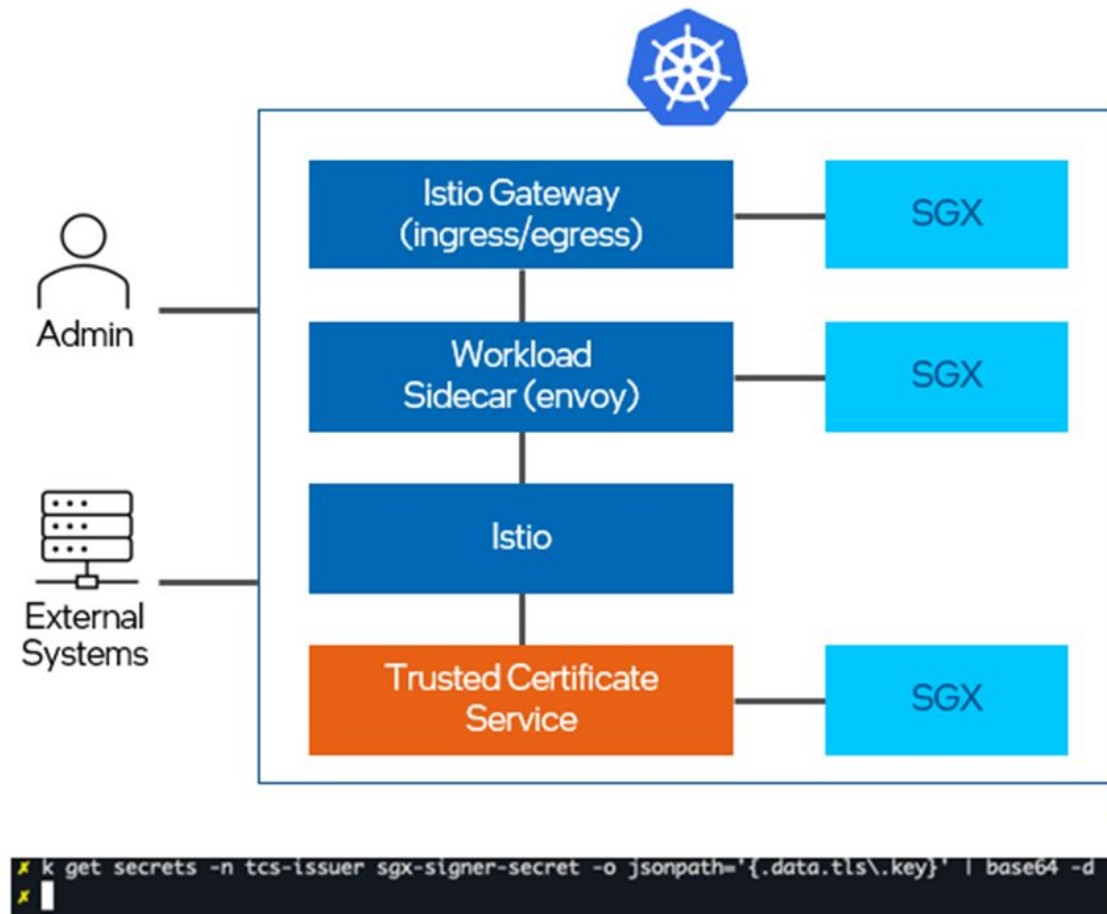 Istio Gateway
(ingress/egress)
SGX
Admin
Workload
Sidecar (envoy)
SGX
Istio
External
Systems
Trusted Certificate
Service
SGX
✗ k get secrets -n tcs-issuer sgx-signer-secret -o jsonpath='{.data.tls\.key}' | base64 -d
✗